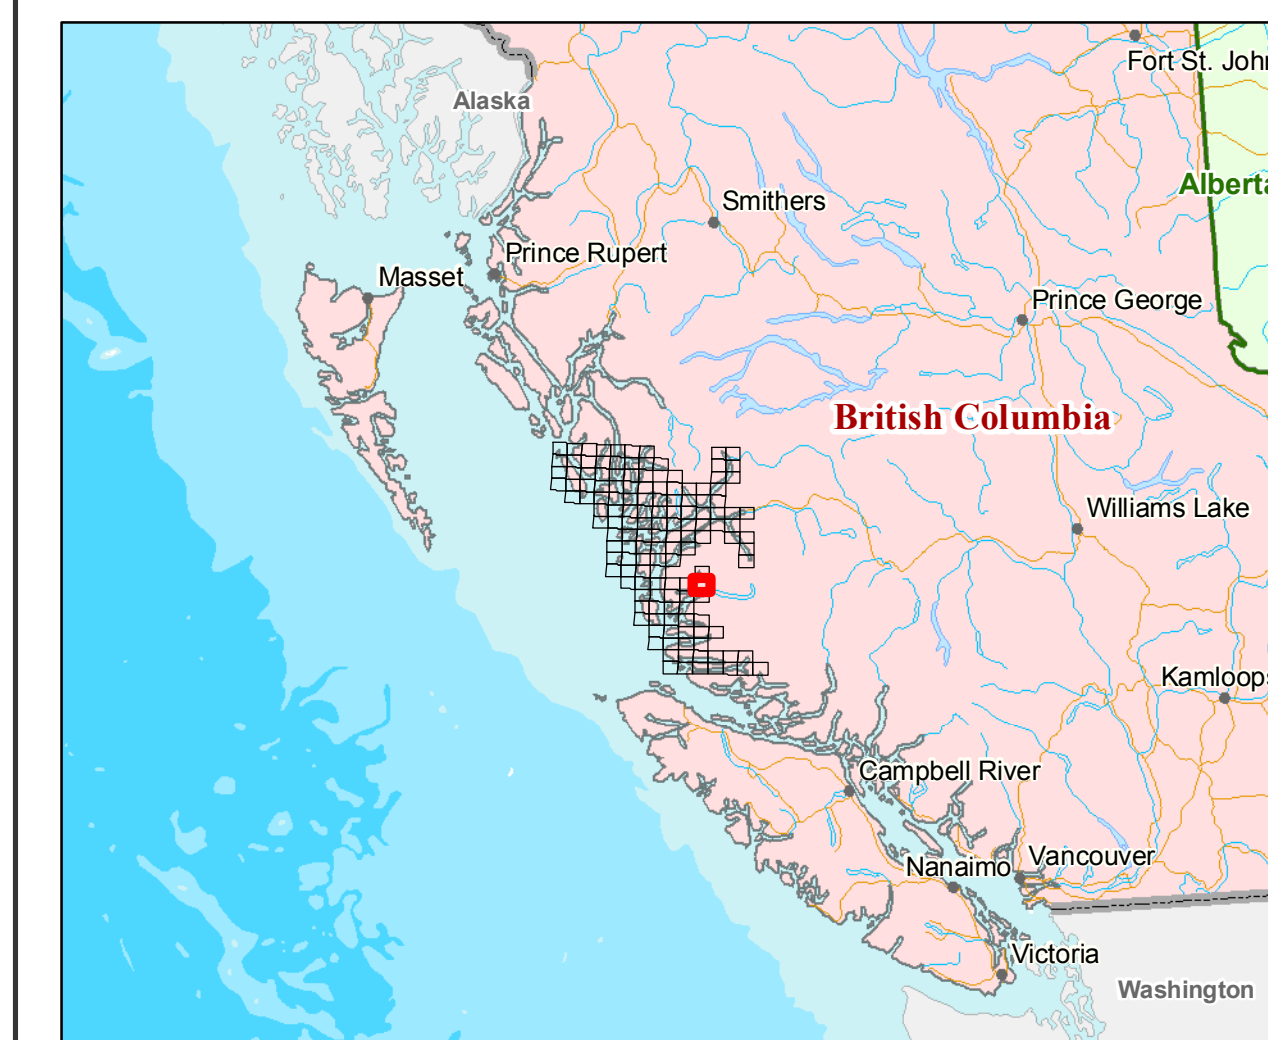 Fort St. Joh
Alaska
Alberta
Smithers
Prince Rupert
Masset
Prince George
British Columbia
Williams Lake
Kamloops
Campbell River
Vancouver
Nanaimo
Victoria
Washington